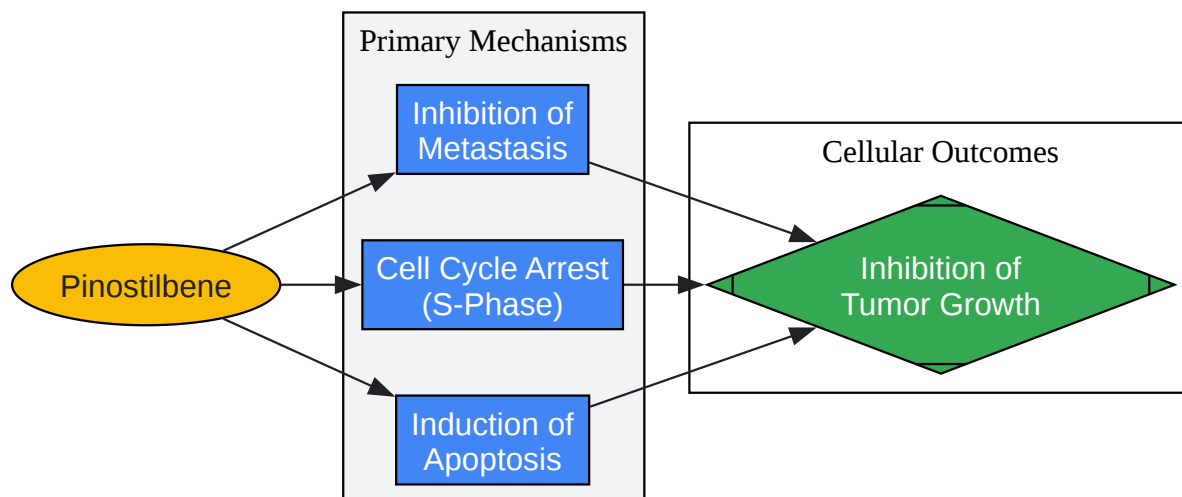 Primary Mechanisms
Inhibition of
Metastasis
Cellular Outcomes
Pinostilbene
Cell Cycle Arrest
(S-Phase)
Inhibition of
Tumor Growth
Induction of
Apoptosis